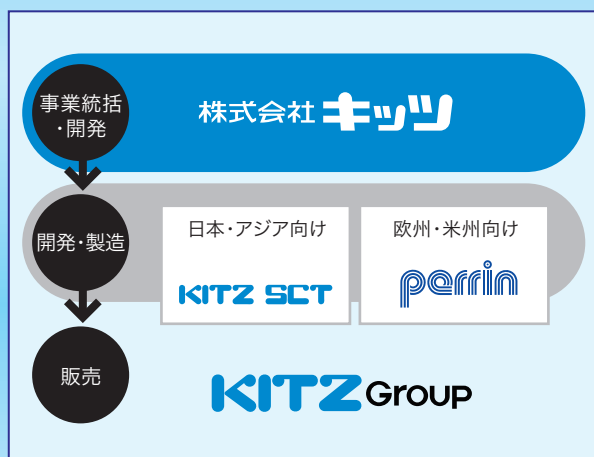 事業統括
・開発
株式会社 キッツ
開発・製造
日本・アジア向け
KITZ SCT
欧州・米州向け
perrin
販売
KITZ Group